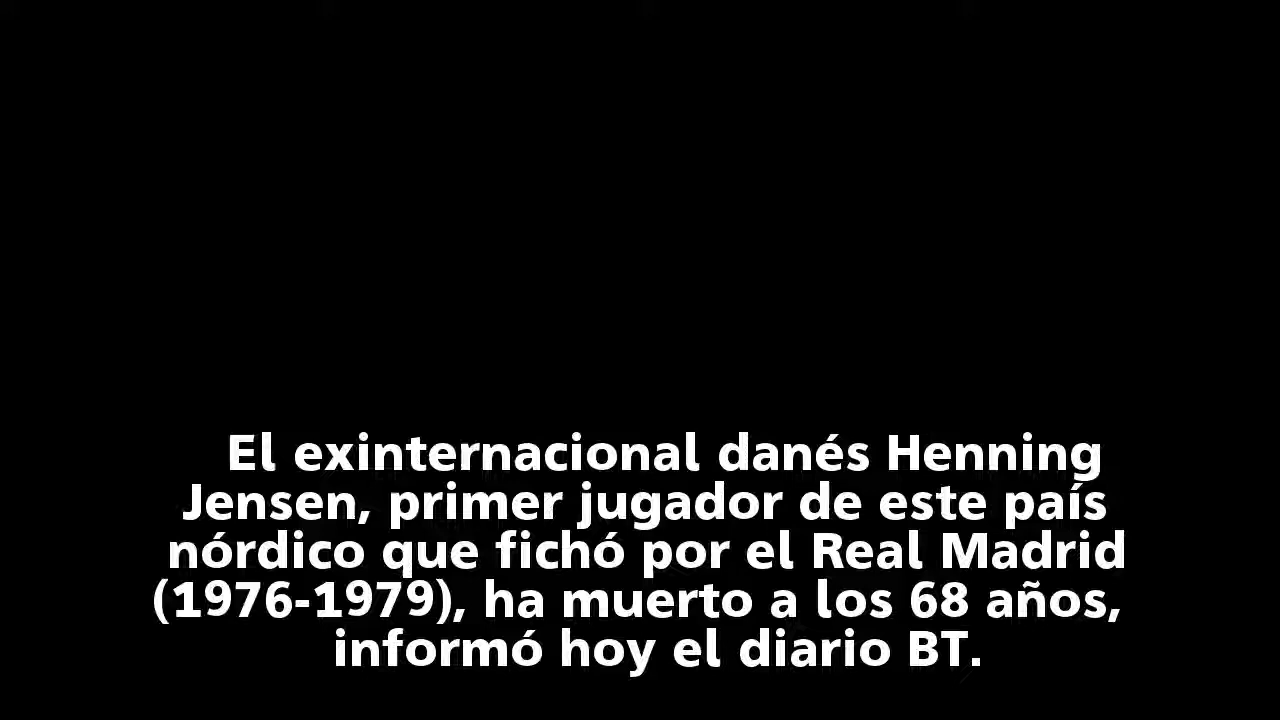 El exinternacional danés Henning
Jensen, primer jugador de este país
nórdico que fichó por el Real Madrid
(1976-1979), ha muerto a los 68 años,
informó hoy el diario BT.